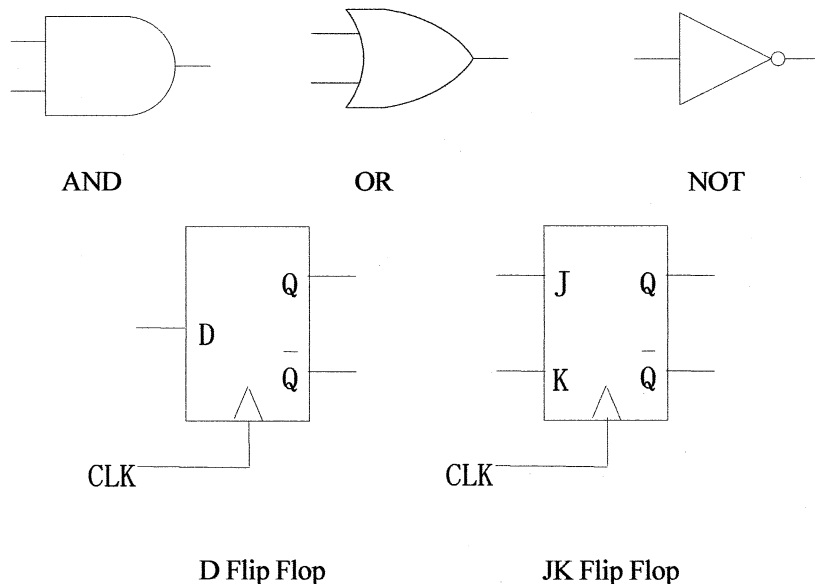 AND OR NOT
Q Q
J Q
D
Q̄
K Q̄
CLK CLK
D Flip Flop JK Flip Flop